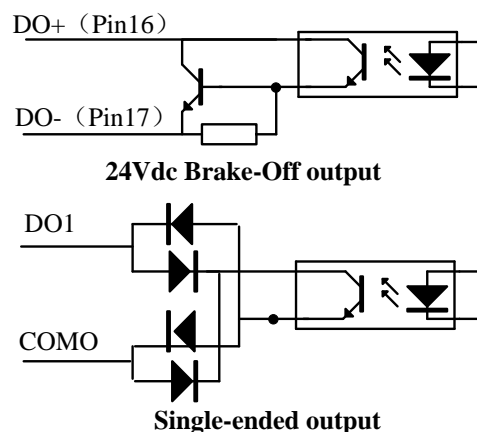 DO+（Pin16）
DO-（Pin17）
24Vdc Brake-Off output
DO1
COMO
Single-ended output